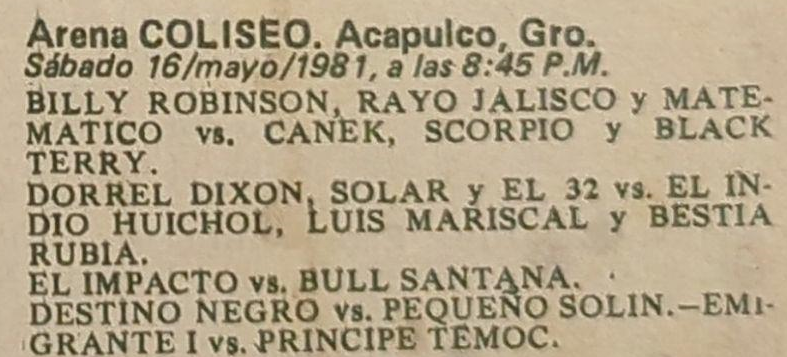 Arena COLISEO. Acapulco, Gro.
Sábado 16/mayo/1981, a las 8:45 P.M.
BILLY ROBINSON, RAYO JALISCO y MATE-
MATICO vs. CANEK, SCORPIO y BLACK
TERRY.
DORREL DIXON, SOLAR y EL 32 vs. EL IN-
DIO HUICHOL, LUIS MARISCAL y BESTIA
RUBIA.
EL IMPACTO vs. BULL SANTANA.
DESTINO NEGRO vs. PEQUEÑO SOLIN.—EMI-
GRANTE I vs. PRINCIPE TEMOC.